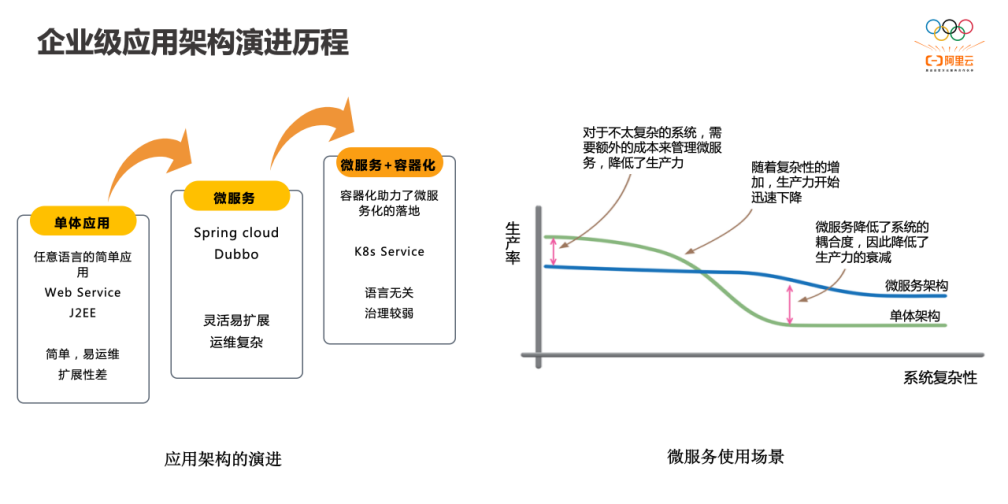 企业级应用架构演进历程
阿里云
单体应用
任意语言的简单应
用
Web Service
J2EE
简单，易运维
扩展性差
微服务
Spring cloud
Dubbo
灵活易扩展
运维复杂
微服务+容器化
容器化助力了微服
务化的落地
K8s Service
语言无关
治理较弱
应用架构的演进
对于不太复杂的系统，需
要额外的成本来管理微服
务，降低了生产力
随着复杂性的增
加，生产力开始
迅速下降
微服务降低了系统的
耦合度，因此降低了
生产力的衰减
生产率
微服务架构
单体架构
系统复杂性
微服务使用场景